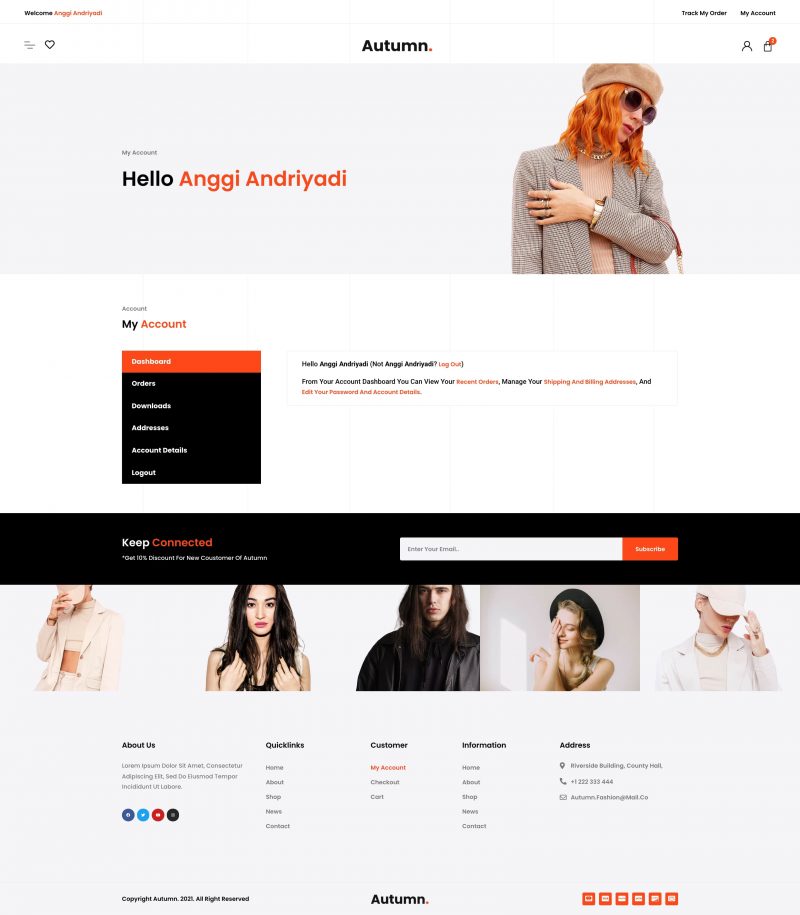 Welcome Anggi Andriyadi
Track My Order
My Account
Autumn.
My Account
Hello Anggi Andriyadi
Account
My Account
Dashboard
Orders
Downloads
Addresses
Account Details
Logout
Hello Anggi Andriyadi (Not Anggi Andriyadi? Log Out)
From Your Account Dashboard You Can View Your Recent Orders, Manage Your Shipping And Billing Addresses, And
Edit Your Password And Account Details.
Keep Connected
*Get 10% Discount For New Coustomer Of Autumn
Enter Your Email..
Subscribe
About Us
Lorem Ipsum Dolor Sit Amet, Consectetur
Adipiscing Elit, Sed Do Eiusmod Tempor
Incididunt Ut Labore.
Quicklinks
Home
About
Shop
News
Contact
Customer
My Account
Checkout
Cart
Information
Home
About
Shop
News
Contact
Address
Riverside Building, County Hall,
+1 222 333 444
Autumn.Fashion@Mail.Co
Copyright Autumn. 2021. All Right Reserved
Autumn.